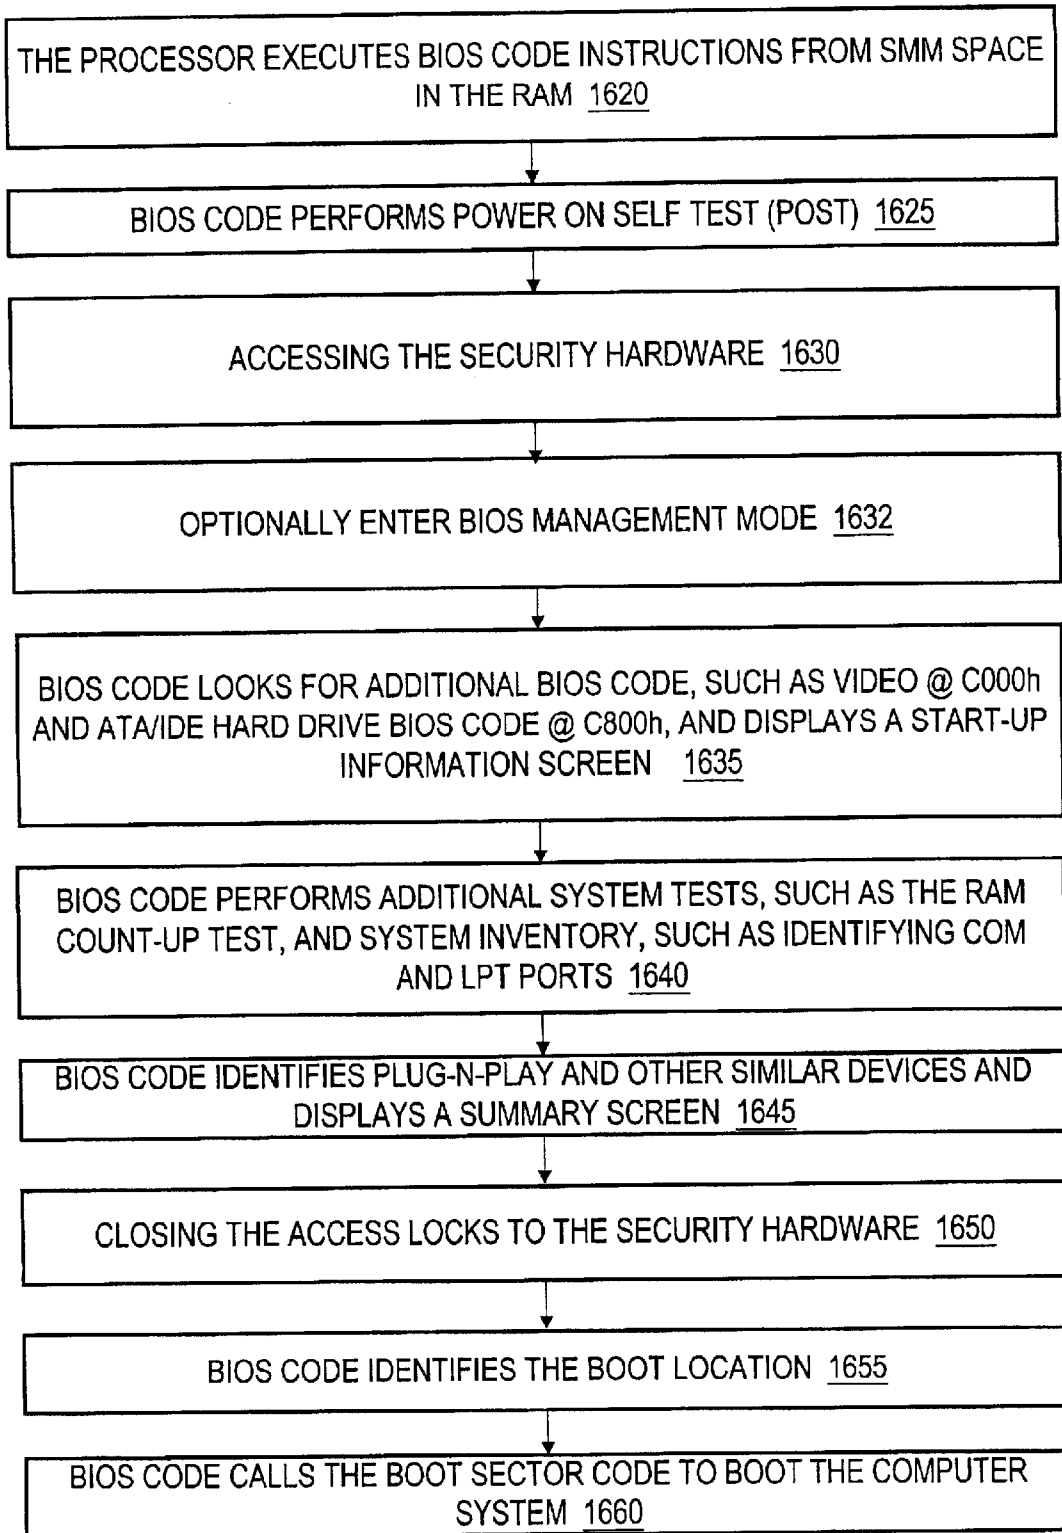 THE PROCESSOR EXECUTES BIOS CODE INSTRUCTIONS FROM SMM SPACE
IN THE RAM 1620
BIOS CODE PERFORMS POWER ON SELF TEST (POST) 1625
ACCESSING THE SECURITY HARDWARE 1630
OPTIONALLY ENTER BIOS MANAGEMENT MODE 1632
BIOS CODE LOOKS FOR ADDITIONAL BIOS CODE, SUCH AS VIDEO @ C000h
AND ATA/IDE HARD DRIVE BIOS CODE @ C800h, AND DISPLAYS A START-UP
INFORMATION SCREEN 1635
BIOS CODE PERFORMS ADDITIONAL SYSTEM TESTS, SUCH AS THE RAM
COUNT-UP TEST, AND SYSTEM INVENTORY, SUCH AS IDENTIFYING COM
AND LPT PORTS 1640
BIOS CODE IDENTIFIES PLUG-N-PLAY AND OTHER SIMILAR DEVICES AND
DISPLAYS A SUMMARY SCREEN 1645
CLOSING THE ACCESS LOCKS TO THE SECURITY HARDWARE 1650
BIOS CODE IDENTIFIES THE BOOT LOCATION 1655
BIOS CODE CALLS THE BOOT SECTOR CODE TO BOOT THE COMPUTER
SYSTEM 1660